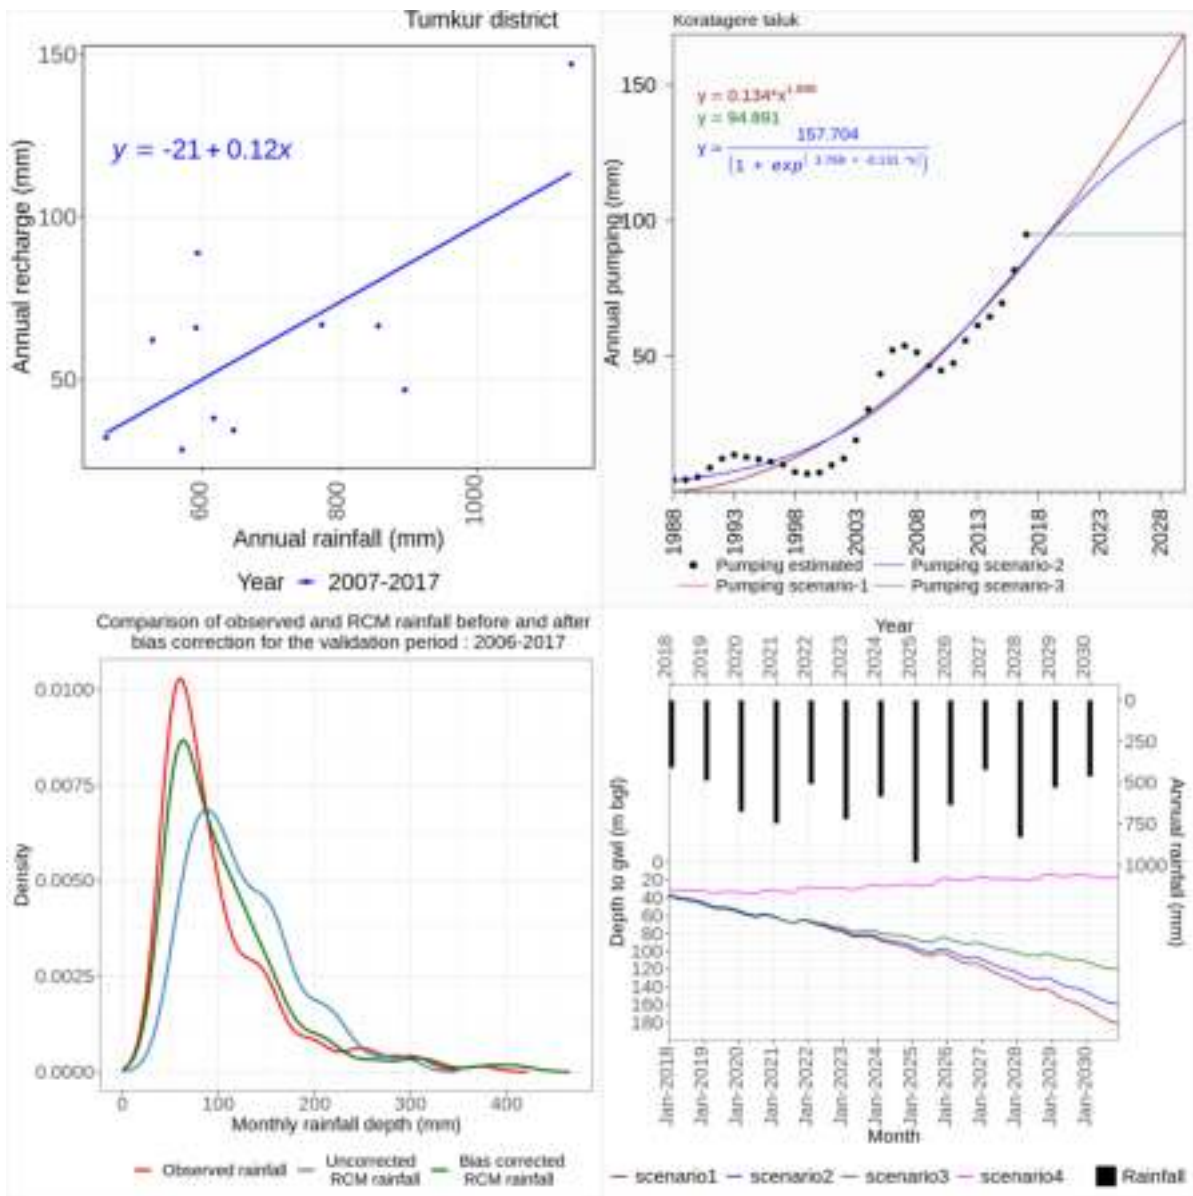 Tumkur district
150
100
50
Annual recharge (mm)
y = -21 + 0.12x
600
800
1000
Annual rainfall (mm)
Year
2007-2017
Koratagere taluk
150
100
50
Annual pumping (mm)
y = 0.134*x
y = 94.891
y =
157.704
(1 + exp
1988
1993
1998
2003
2008
2013
2018
2023
2028
Pumping estimated
Pumping scenario-2
Pumping scenario-1
Pumping scenario-3
Comparison of observed and RCM rainfall before and after
bias correction for the validation period : 2006-2017
0.0100
0.0075
0.0050
0.0025
0.0000
Density
0
100
200
300
400
Monthly rainfall depth (mm)
Observed rainfall
Uncorrected
RCM rainfall
Bias corrected
RCM rainfall
Year
2018
2019
2020
2021
2022
2023
2024
2025
2026
2027
2028
2029
2030
0
250
500
750
1000
Annual rainfall (mm)
Depth to gwl (m bgl)
0
20
40
60
80
100
120
140
160
180
Jan-2018
Jan-2019
Jan-2020
Jan-2021
Jan-2022
Jan-2023
Jan-2024
Jan-2025
Jan-2026
Jan-2027
Jan-2028
Jan-2029
Jan-2030
Month
scenario1
scenario2
scenario3
scenario4
Rainfall